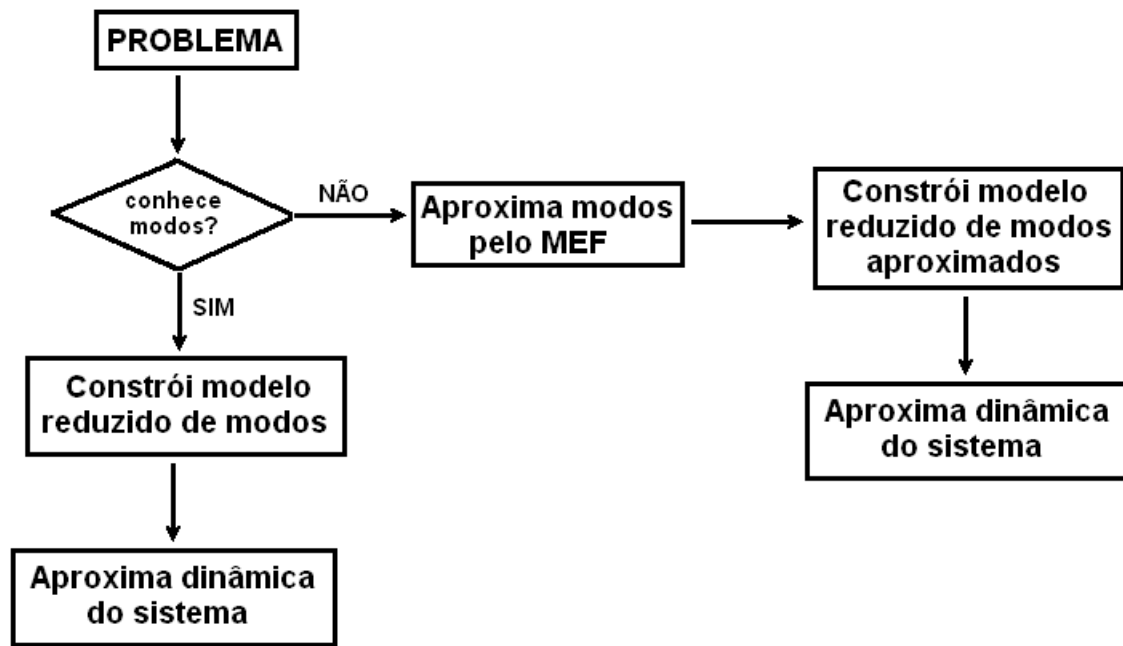 PROBLEMA
conhece
modos?
NÃO
Aproxima modos
pelo MEF
Constrói modelo
reduzido de modos
aproximados
SIM
Constrói modelo
reduzido de modos
Aproxima dinâmica
do sistema
Aproxima dinâmica
do sistema